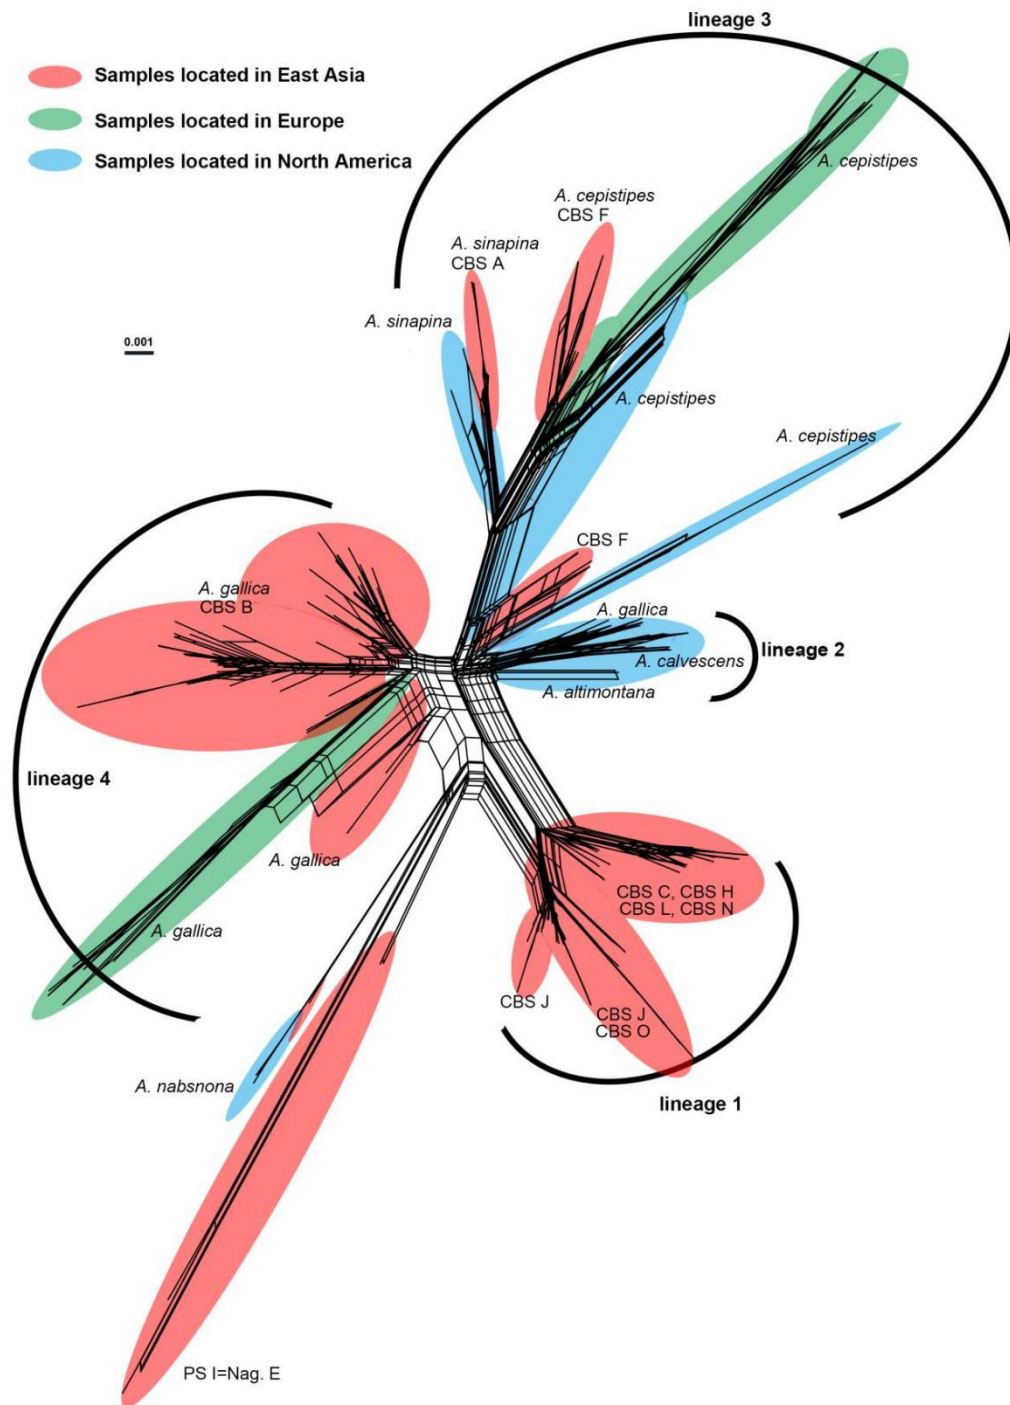 lineage 3
Samples located in East Asia
Samples located in Europe
Samples located in North America
A. cepistipes
A. cepistipes
CBS F
A. sinapina
CBS A
A. sinapina
0.001
A. cepistipes
A. cepistipes
CBS F
A. gallica
CBS B
A. gallica
lineage 2
A. calvescens
A. altimontana
lineage 4
A. gallica
CBS C, CBS H
CBS L, CBS N
A. gallica
CBS J
CBS J
CBS O
A. nabsnona
lineage 1
PS I=Nag. E